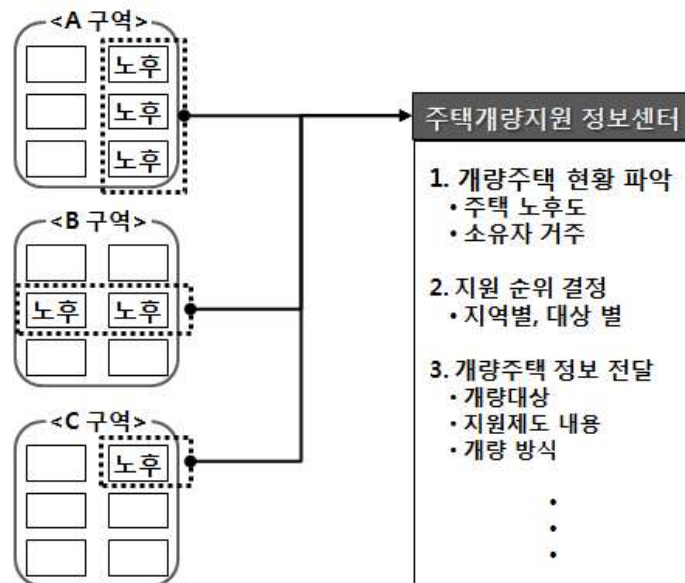 <A 구역>
노후
노후
노후
<B 구역>
노후 노후
<C 구역>
노후
주택개량지원 정보센터
1. 개량주택 현황 파악
• 주택 노후도
• 소유자 거주
2. 지원 순위 결정
• 지역별, 대상 별
3. 개량주택 정보 전달
• 개량대상
• 지원제도 내용
• 개량 방식